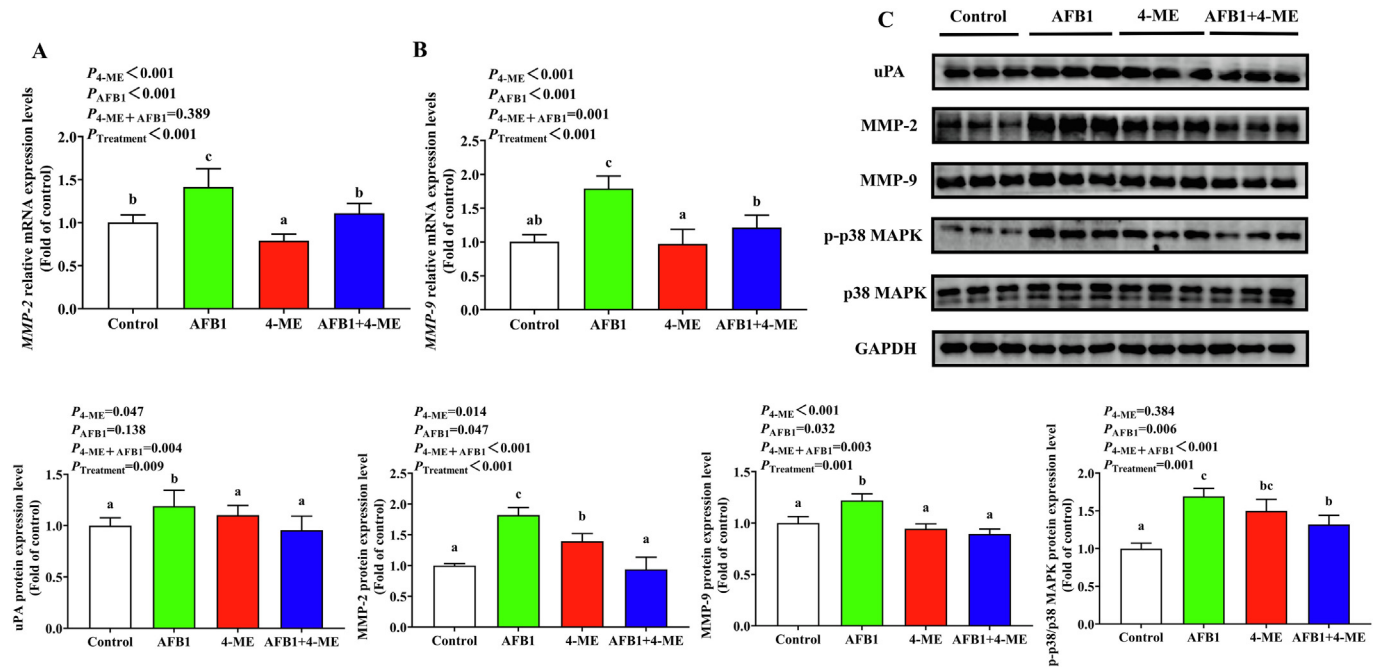 A
P4-ME＜0.001
PAFB1＜0.001
P4-ME＋AFB1=0.389
PTreatment＜0.001
MMP-2 relative mRNA expression levels
(Fold of control)
2.0
1.5
1.0
0.5
0.0
b
c
a
b
Control
AFB1
4-ME
AFB1+4-ME
B
P4-ME＜0.001
PAFB1＜0.001
P4-ME＋AFB1=0.001
PTreatment＜0.001
MMP-9 relative mRNA expression levels
(Fold of control)
2.5
2.0
1.5
1.0
0.5
0.0
ab
c
a
b
Control
AFB1
4-ME
AFB1+4-ME
C
Control
AFB1
4-ME
AFB1+4-ME
uPA
MMP-2
MMP-9
p-p38 MAPK
p38 MAPK
GAPDH
P4-ME=0.047
PAFB1=0.138
P4-ME＋AFB1=0.004
PTreatment=0.009
uPA protein expression level
(Fold of control)
1.5
1.0
0.5
0.0
a
b
a
a
Control
AFB1
4-ME
AFB1+4-ME
P4-ME=0.014
PAFB1=0.047
P4-ME＋AFB1＜0.001
PTreatment＜0.001
MMP-2 protein expression level
(Fold of control)
2.5
2.0
1.5
1.0
0.5
0.0
a
c
b
a
Control
AFB1
4-ME
AFB1+4-ME
P4-ME＜0.001
PAFB1=0.032
P4-ME＋AFB1=0.003
PTreatment=0.001
MMP-9 protein expression level
(Fold of control)
1.5
1.0
0.5
0.0
a
b
a
a
Control
AFB1
4-ME
AFB1+4-ME
P4-ME=0.384
PAFB1=0.006
P4-ME＋AFB1＜0.001
PTreatment=0.001
p-p38/p38 MAPK protein expression level
(Fold of control)
2.0
1.5
1.0
0.5
0.0
a
c
bc
b
Control
AFB1
4-ME
AFB1+4-ME